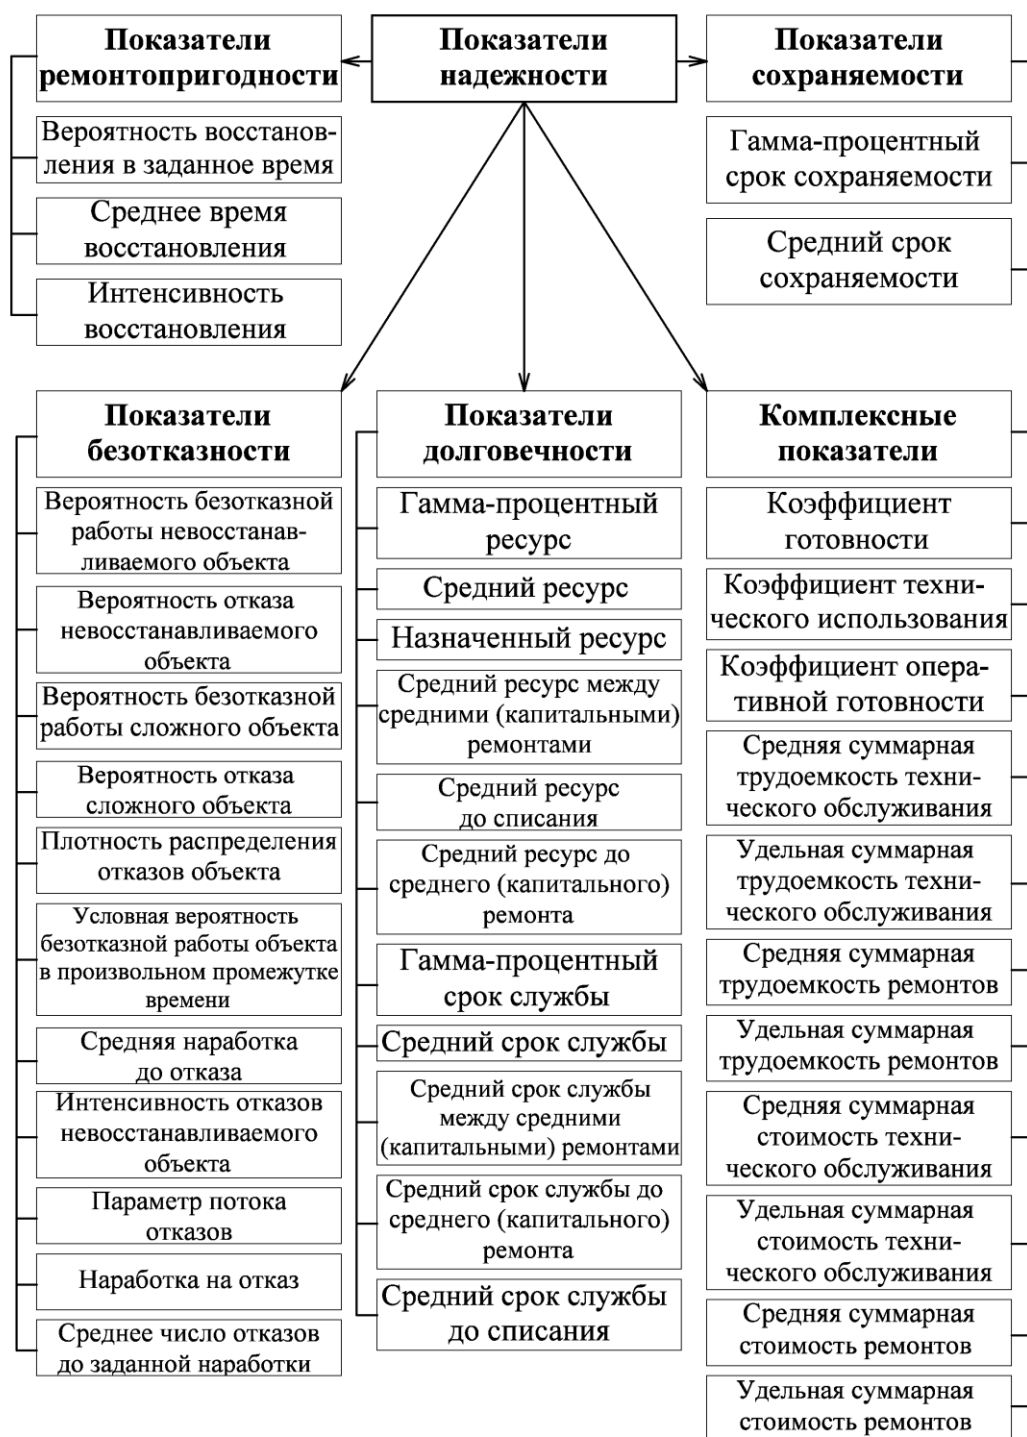 Показатели
ремонтопригодности
Показатели
надежности
Показатели
сохраняемости
Вероятность восстанов-
ления в заданное время
Среднее время
восстановления
Интенсивность
восстановления
Гамма-процентный
срок сохраняемости
Средний срок
сохраняемости
Показатели
безотказности
Вероятность безотказной
работы невосстанав-
ливаемого объекта
Вероятность отказа
невосстанавливаемого
объекта
Вероятность безотказной
работы сложного объекта
Вероятность отказа
сложного объекта
Плотность распределения
отказов объекта
Условная вероятность
безотказной работы объекта
в произвольном промежутке
времени
Средняя наработка
до отказа
Интенсивность отказов
невосстанавливаемого
объекта
Параметр потока
отказов
Наработка на отказ
Среднее число отказов
до заданной наработки
Показатели
долговечности
Гамма-процентный
ресурс
Средний ресурс
Назначенный ресурс
Средний ресурс между
средними (капитальными)
ремонтами
Средний ресурс
до списания
Средний ресурс до
среднего (капитального)
ремонта
Гамма-процентный
срок службы
Средний срок службы
Средний срок службы
между средними
(капитальными) ремонтами
Средний срок службы до
среднего (капитального)
ремонта
Средний срок службы
до списания
Комплексные
показатели
Коэффициент
готовности
Коэффициент техни-
ческого использования
Коэффициент опера-
тивной готовности
Средняя суммарная
трудоемкость техни-
ческого обслуживания
Удельная суммарная
трудоемкость техни-
ческого обслуживания
Средняя суммарная
трудоемкость ремонтов
Удельная суммарная
трудоемкость ремонтов
Средняя суммарная
стоимость техни-
ческого обслуживания
Удельная суммарная
стоимость техни-
ческого обслуживания
Средняя суммарная
стоимость ремонтов
Удельная суммарная
стоимость ремонтов